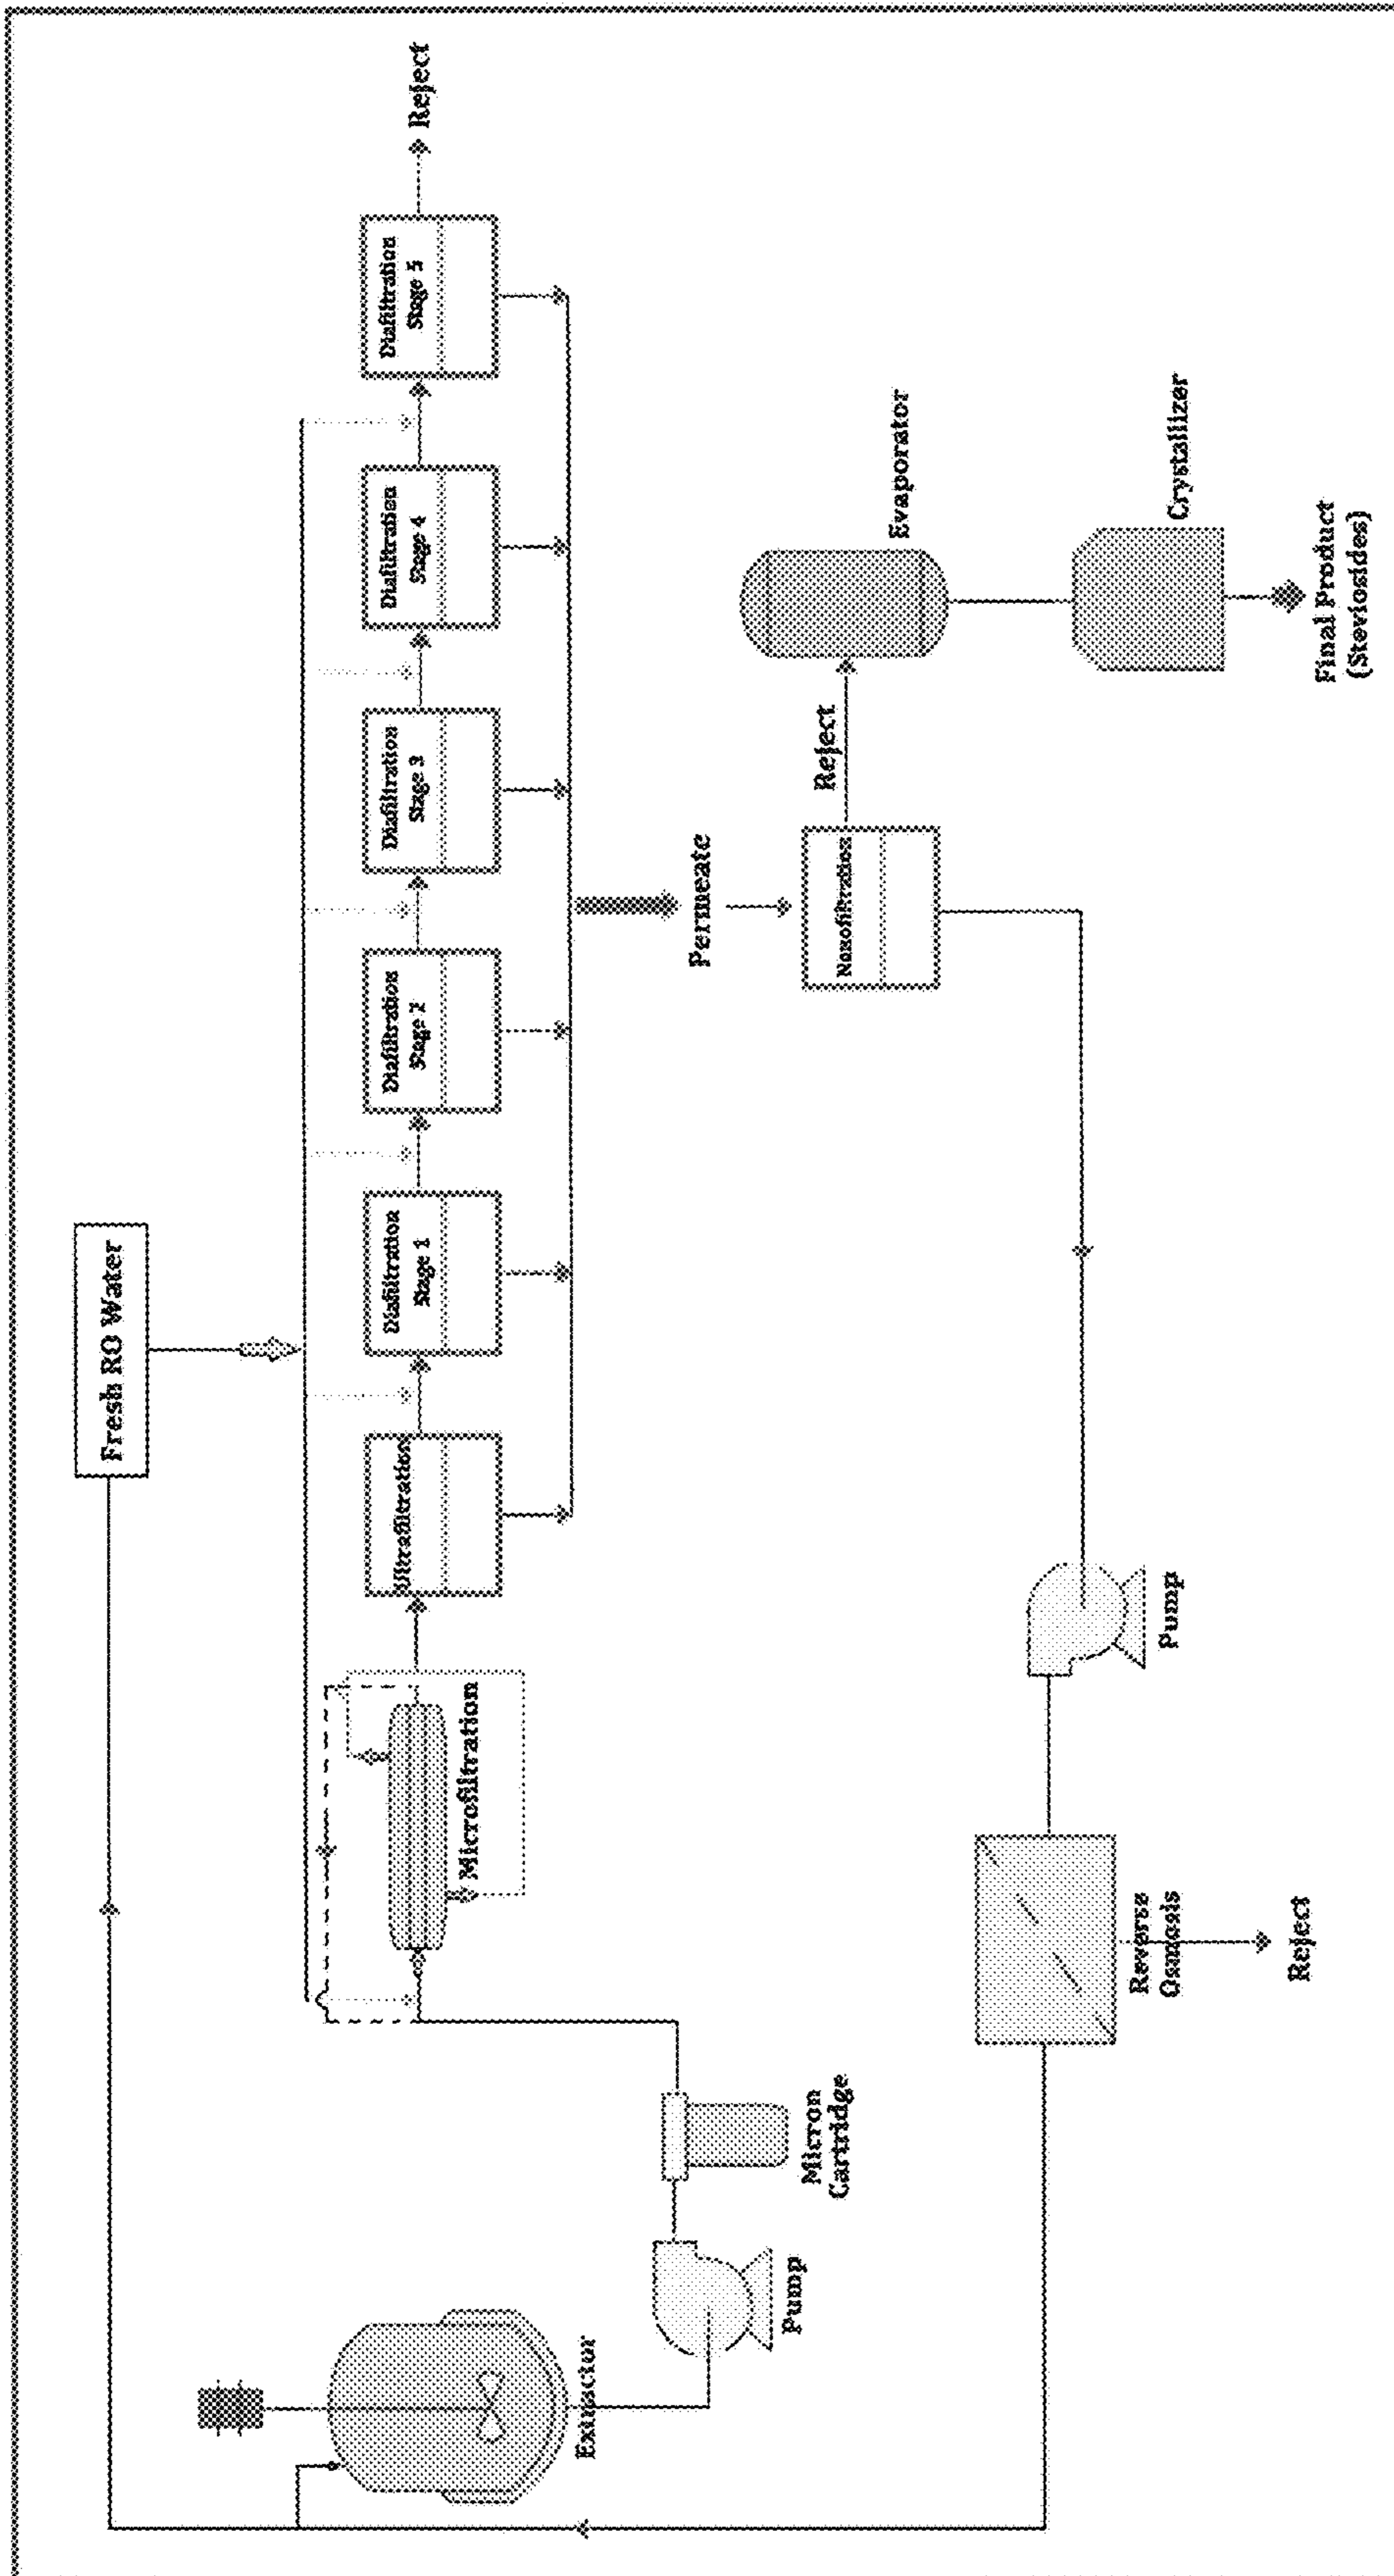 Fresh RO Water
Ultrafiltration
Diafiltration
Stage 1
Diafiltration
Stage 2
Diafiltration
Stage 3
Diafiltration
Stage 4
Diafiltration
Stage 5
Reject
Microfiltration
Extractor
Pump
Micron
Cartridge
Permeate
Nanofiltration
Reject
Evaporator
Crystallizer
Final Product
(Steviosides)
Pump
Reverse
Osmosis
Reject